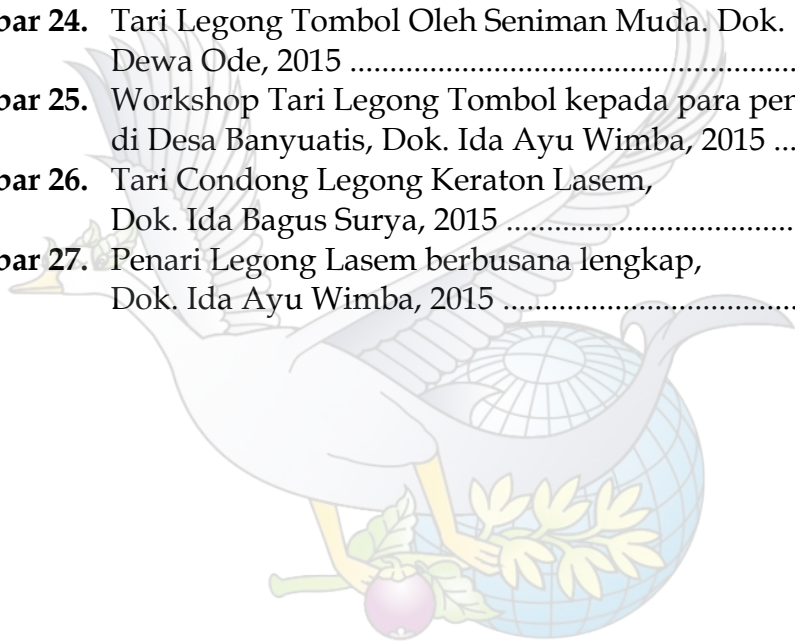 bar 24. Tari Legong Tombol Oleh Seniman Muda. Dok.
Dewa Ode, 2015 ........................................................................
bar 25. Workshop Tari Legong Tombol kepada para pen
di Desa Banyuatis, Dok. Ida Ayu Wimba, 2015 ...
bar 26. Tari Condong Legong Keraton Lasem,
Dok. Ida Bagus Surya, 2015 ............................................
bar 27. Penari Legong Lasem berbusana lengkap,
Dok. Ida Ayu Wimba, 2015 ............................................